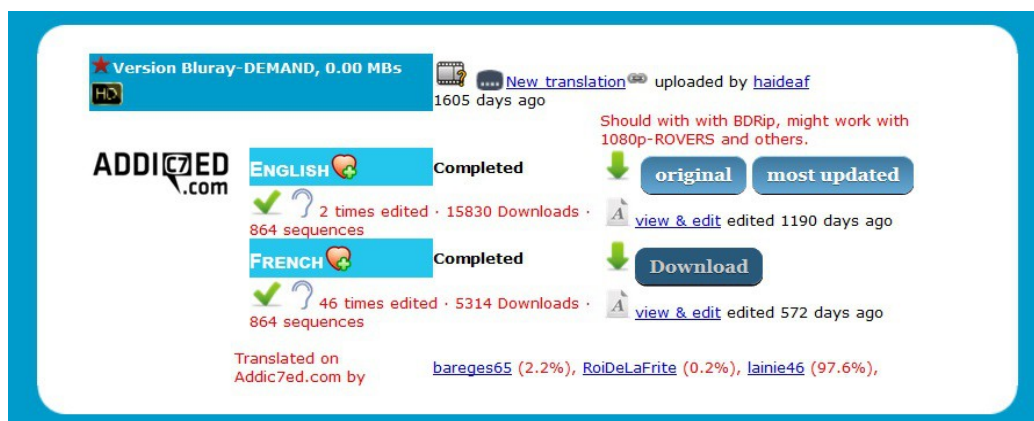 Version Bluray-DEMAND, 0.00 MBs
HD
New translation uploaded by haideaf
1605 days ago
Should with with BDRip, might work with
1080p-ROVERS and others.
ADDIC7ED
.com
ENGLISH
Completed
original
most updated
2 times edited · 15830 Downloads ·
864 sequences
view & edit edited 1190 days ago
FRENCH
Completed
Download
46 times edited · 5314 Downloads ·
864 sequences
view & edit edited 572 days ago
Translated on
Addic7ed.com by
bareges65 (2.2%), RoiDeLaFrite (0.2%), lainie46 (97.6%),